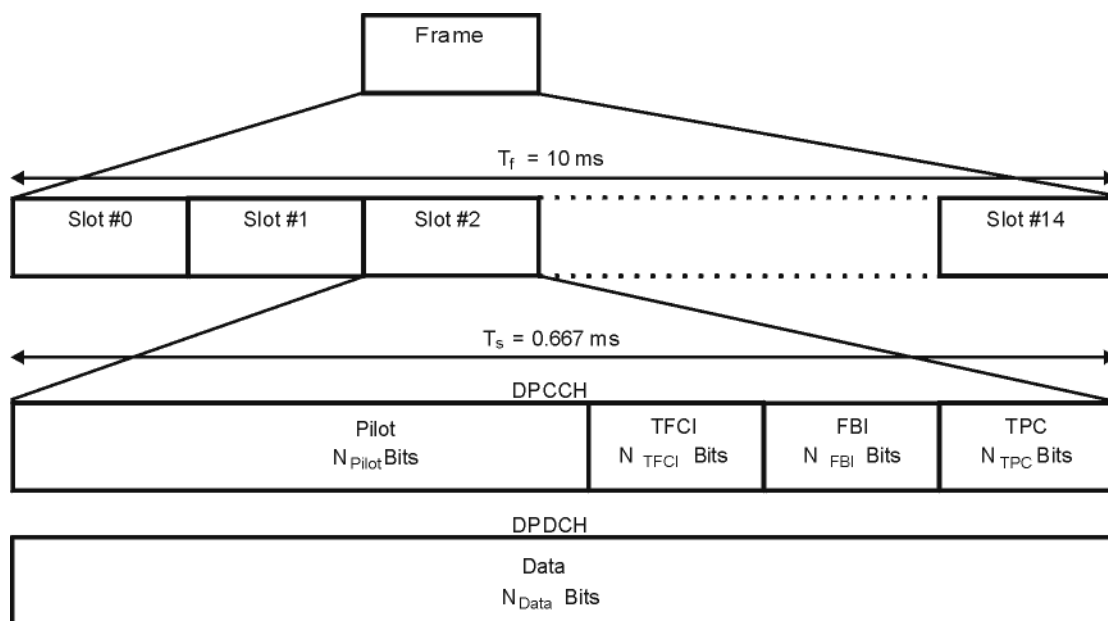 Frame
T_f = 10 ms
Slot #0 Slot #1 Slot #2 Slot #14
T_s = 0.667 ms
DPCCH
Pilot TFCI FBI TPC
N_Pilot Bits N_TFCI Bits N_FBI Bits N_TPC Bits
DPDCH
Data
N_Data Bits